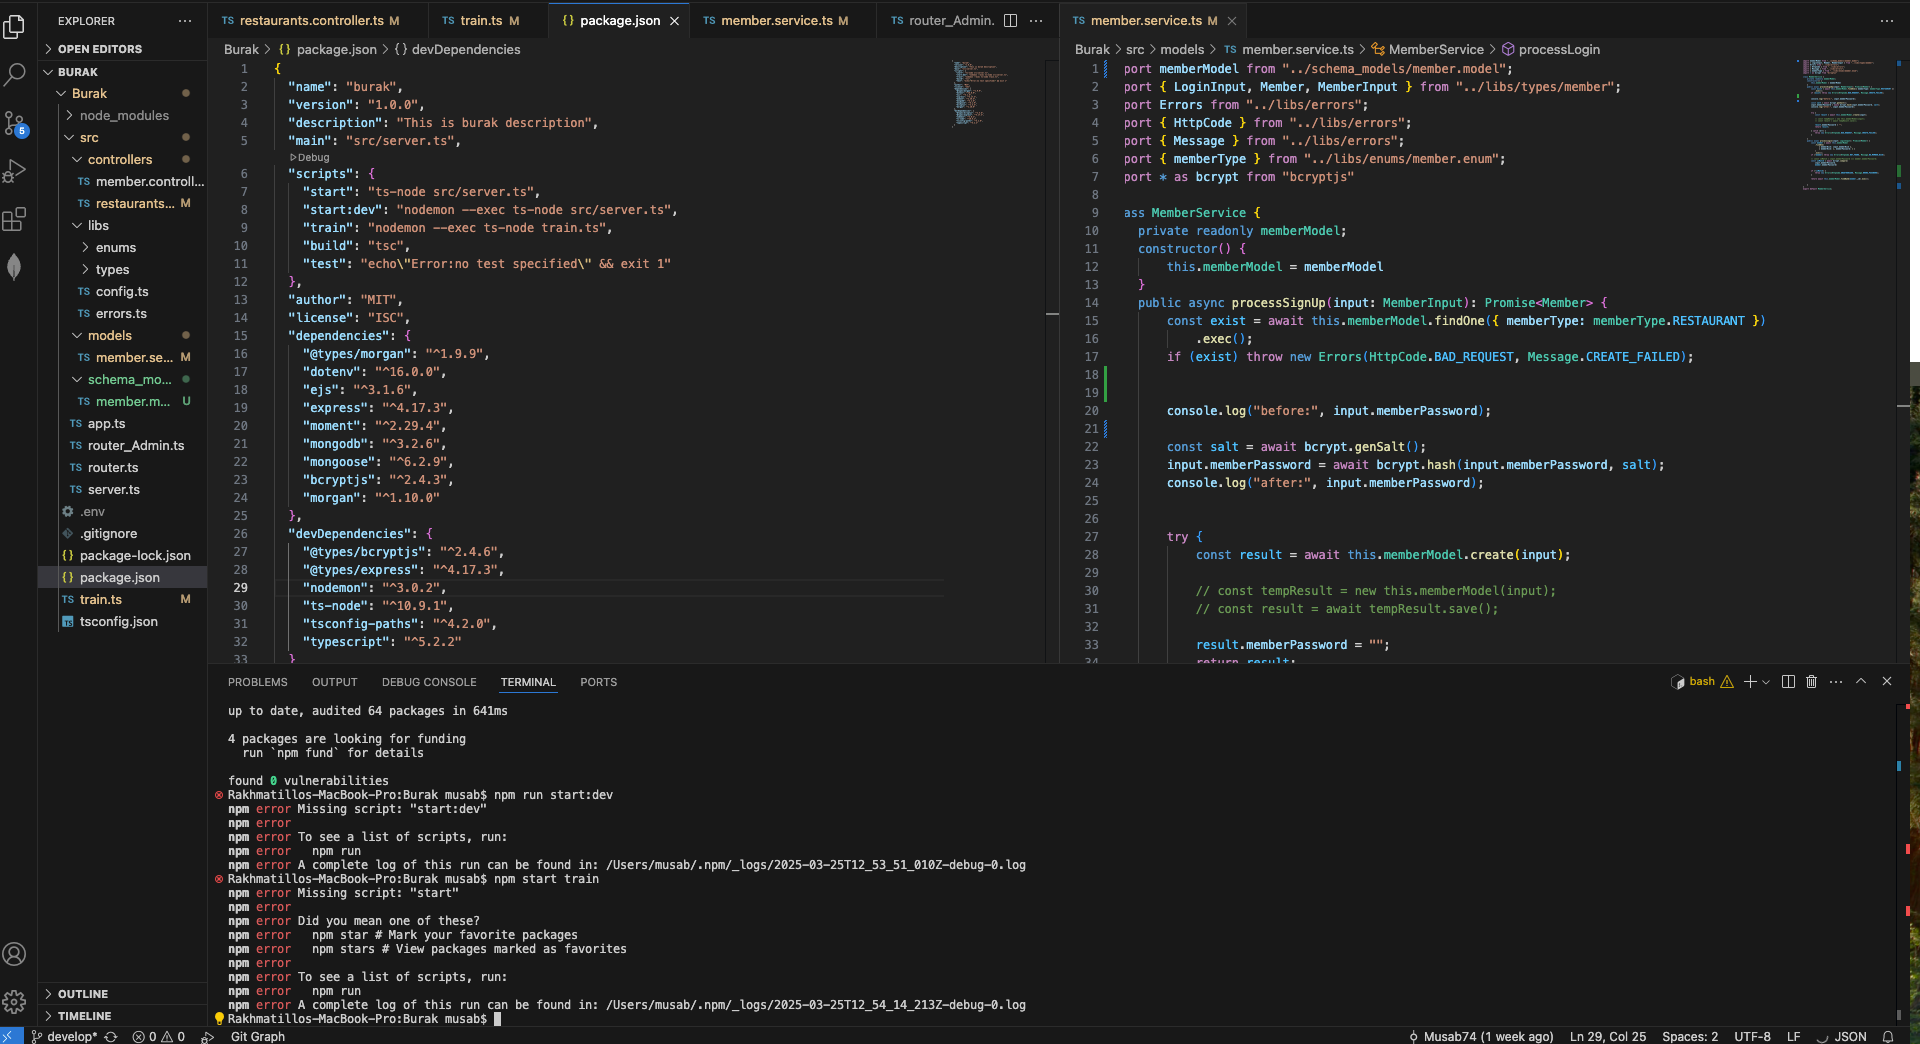 EXPLORER
OPEN EDITORS
BURAK
Burak
node_modules
src
controllers
TS member.controll...
TS restaurants... M
libs
enums
types
TS config.ts
TS errors.ts
models
TS member.se... M
schema_mo...
TS member.m... U
TS app.ts
TS router_Admin.ts
TS router.ts
TS server.ts
.env
.gitignore
{} package-lock.json
{} package.json
TS train.ts M
TS tsconfig.json
OUTLINE
TIMELINE
5
TS restaurants.controller.ts M
TS train.ts M
{} package.json
TS member.service.ts M
TS router_Admin.
Burak > {} package.json > {} devDependencies
1 {
2 "name": "burak",
3 "version": "1.0.0",
4 "description": "This is burak description",
5 "main": "src/server.ts",
Debug
6 "scripts": {
7 "start": "ts-node src/server.ts",
8 "start:dev": "nodemon --exec ts-node src/server.ts",
9 "train": "nodemon --exec ts-node train.ts",
10 "build": "tsc",
11 "test": "echo\"Error:no test specified\" && exit 1"
12 },
13 "author": "MIT",
14 "license": "ISC",
15 "dependencies": {
16 "@types/morgan": "^1.9.9",
17 "dotenv": "^16.0.0",
18 "ejs": "^3.1.6",
19 "express": "^4.17.3",
20 "moment": "^2.29.4",
21 "mongodb": "^3.2.6",
22 "mongoose": "^6.2.9",
23 "bcryptjs": "^2.4.3",
24 "morgan": "^1.10.0"
25 },
26 "devDependencies": {
27 "@types/bcryptjs": "^2.4.6",
28 "@types/express": "^4.17.3",
29 "nodemon": "^3.0.2",
30 "ts-node": "^10.9.1",
31 "tsconfig-paths": "^4.2.0",
32 "typescript": "^5.2.2"
33 }
TS member.service.ts M
Burak > src > models > TS member.service.ts > MemberService > processLogin
1 port memberModel from "../schema_models/member.model";
2 port { LoginInput, Member, MemberInput } from "../libs/types/member";
3 port Errors from "../libs/errors";
4 port { HttpCode } from "../libs/errors";
5 port { Message } from "../libs/errors";
6 port { memberType } from "../libs/enums/member.enum";
7 port * as bcrypt from "bcryptjs"
8
9 ass MemberService {
10 private readonly memberModel;
11 constructor() {
12 this.memberModel = memberModel
13 }
14 public async processSignUp(input: MemberInput): Promise<Member> {
15 const exist = await this.memberModel.findOne({ memberType: memberType.RESTAURANT })
16 .exec();
17 if (exist) throw new Errors(HttpCode.BAD_REQUEST, Message.CREATE_FAILED);
18
19
20 console.log("before:", input.memberPassword);
21
22 const salt = await bcrypt.genSalt();
23 input.memberPassword = await bcrypt.hash(input.memberPassword, salt);
24 console.log("after:", input.memberPassword);
25
26
27 try {
28 const result = await this.memberModel.create(input);
29
30 // const tempResult = new this.memberModel(input);
31 // const result = await tempResult.save();
32
33 result.memberPassword = "";
34 return result;
PROBLEMS OUTPUT DEBUG CONSOLE TERMINAL PORTS
bash
up to date, audited 64 packages in 641ms
4 packages are looking for funding
run `npm fund` for details
found 0 vulnerabilities
Rakhmatillos-MacBook-Pro:Burak musab$ npm run start:dev
npm error Missing script: "start:dev"
npm error
npm error To see a list of scripts, run:
npm error npm run
npm error A complete log of this run can be found in: /Users/musab/.npm/_logs/2025-03-25T12_53_51_010Z-debug-0.log
Rakhmatillos-MacBook-Pro:Burak musab$ npm start train
npm error Missing script: "start"
npm error
npm error Did you mean one of these?
npm error npm star # Mark your favorite packages
npm error npm stars # View packages marked as favorites
npm error
npm error To see a list of scripts, run:
npm error npm run
npm error A complete log of this run can be found in: /Users/musab/.npm/_logs/2025-03-25T12_54_14_213Z-debug-0.log
Rakhmatillos-MacBook-Pro:Burak musab$
develop* 0 0 Git Graph
Musab74 (1 week ago) Ln 29, Col 25 Spaces: 2 UTF-8 LF JSON